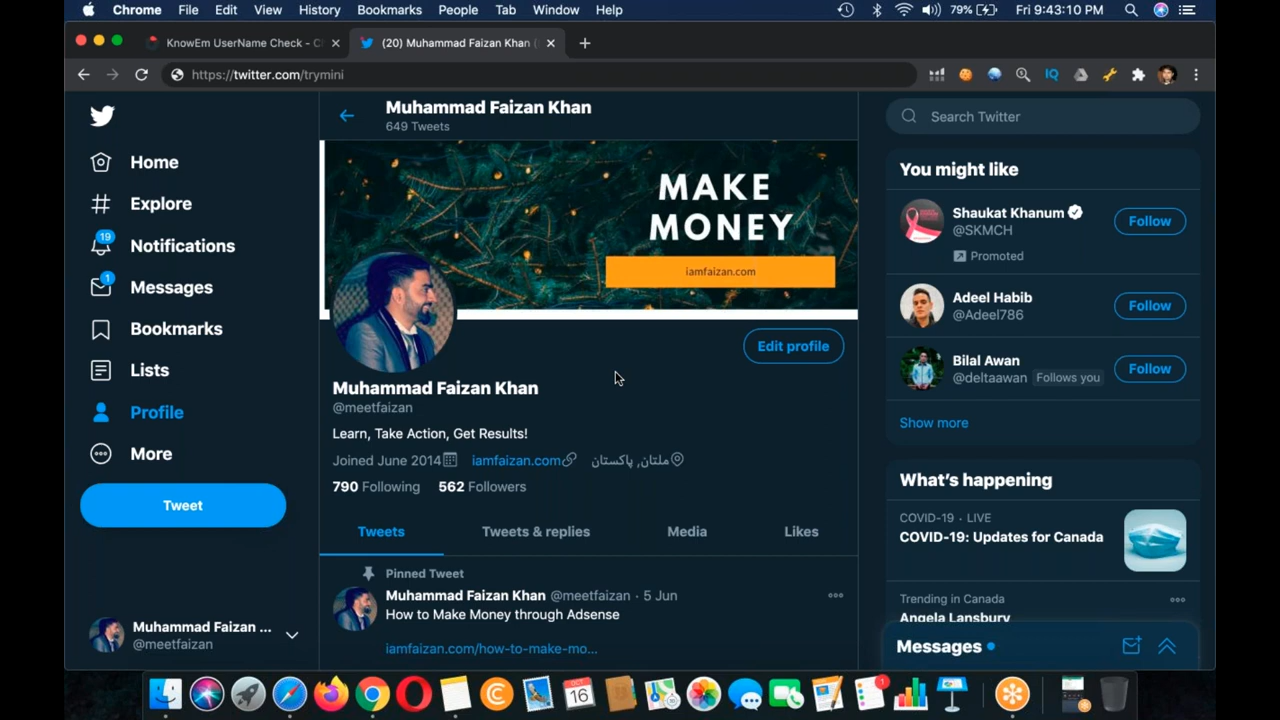 Chrome File Edit View History Bookmarks People Tab Window Help 79% Fri 9:43:10 PM
KnowEm UserName Check - C
(20) Muhammad Faizan Khan (
https://twitter.com/trymini
IQ
Home
Explore
19
Notifications
1
Messages
Bookmarks
Lists
Profile
More
Tweet
Muhammad Faizan ...
@meetfaizan
Muhammad Faizan Khan
649 Tweets
MAKE
MONEY
iamfaizan.com
Edit profile
Muhammad Faizan Khan
@meetfaizan
Learn, Take Action, Get Results!
Joined June 2014 iamfaizan.com ملتان, پاکستان
790 Following 562 Followers
Tweets Tweets & replies Media Likes
Pinned Tweet
Muhammad Faizan Khan @meetfaizan · 5 Jun
How to Make Money through Adsense
iamfaizan.com/how-to-make-mo...
Search Twitter
You might like
Shaukat Khanum
@SKMCH
Follow
Promoted
Adeel Habib
@Adeel786
Follow
Bilal Awan
@deltaawan Follows you
Follow
Show more
What's happening
COVID-19 · LIVE
COVID-19: Updates for Canada
Trending in Canada
Angela Lansbury
Messages
OCT
16
1